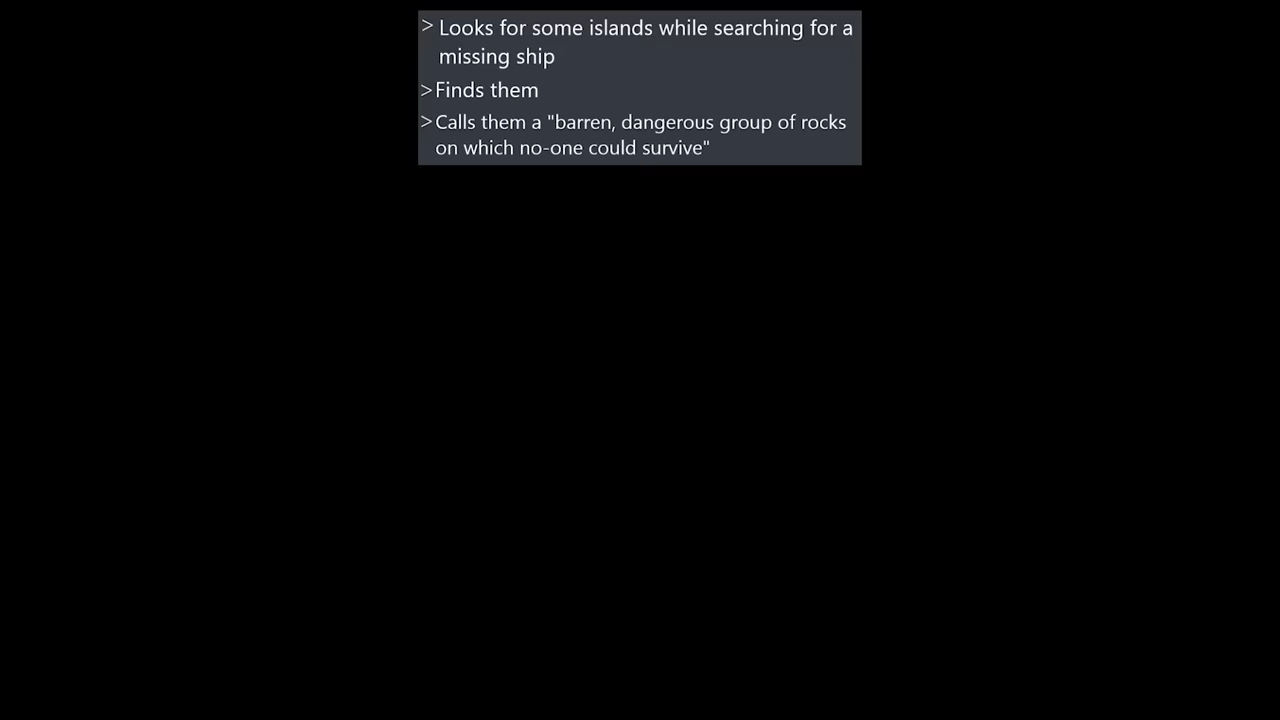 > Looks for some islands while searching for a
missing ship
>Finds them
>Calls them a "barren, dangerous group of rocks
on which no-one could survive"